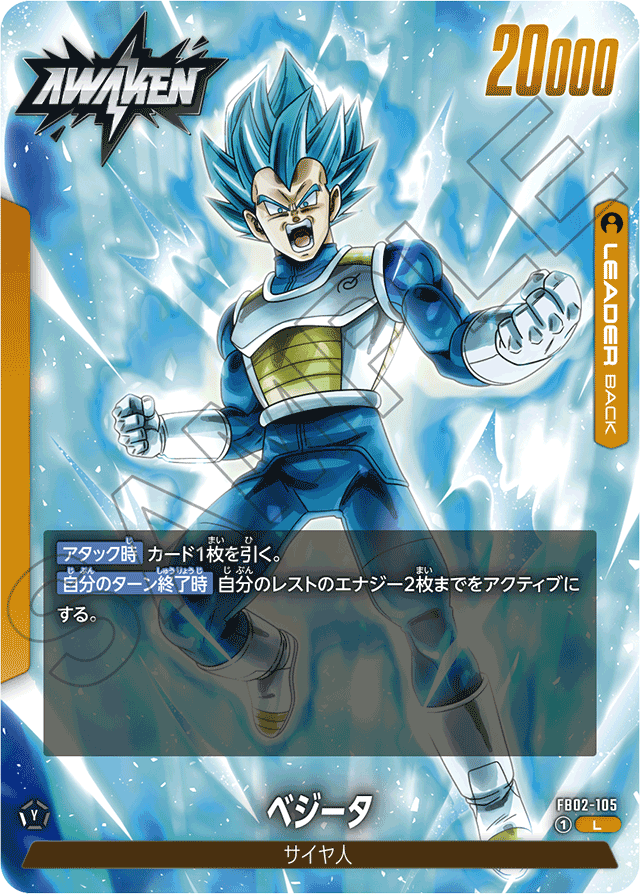 AWAKEN
20000
LEADER BACK
アタック時 カード1枚を引く。
自分のターン終了時 自分のレストのエナジー2枚までをアクティブに
する。
ベジータ
FB02-105
Y
1 L
サイヤ人
SAMPLE